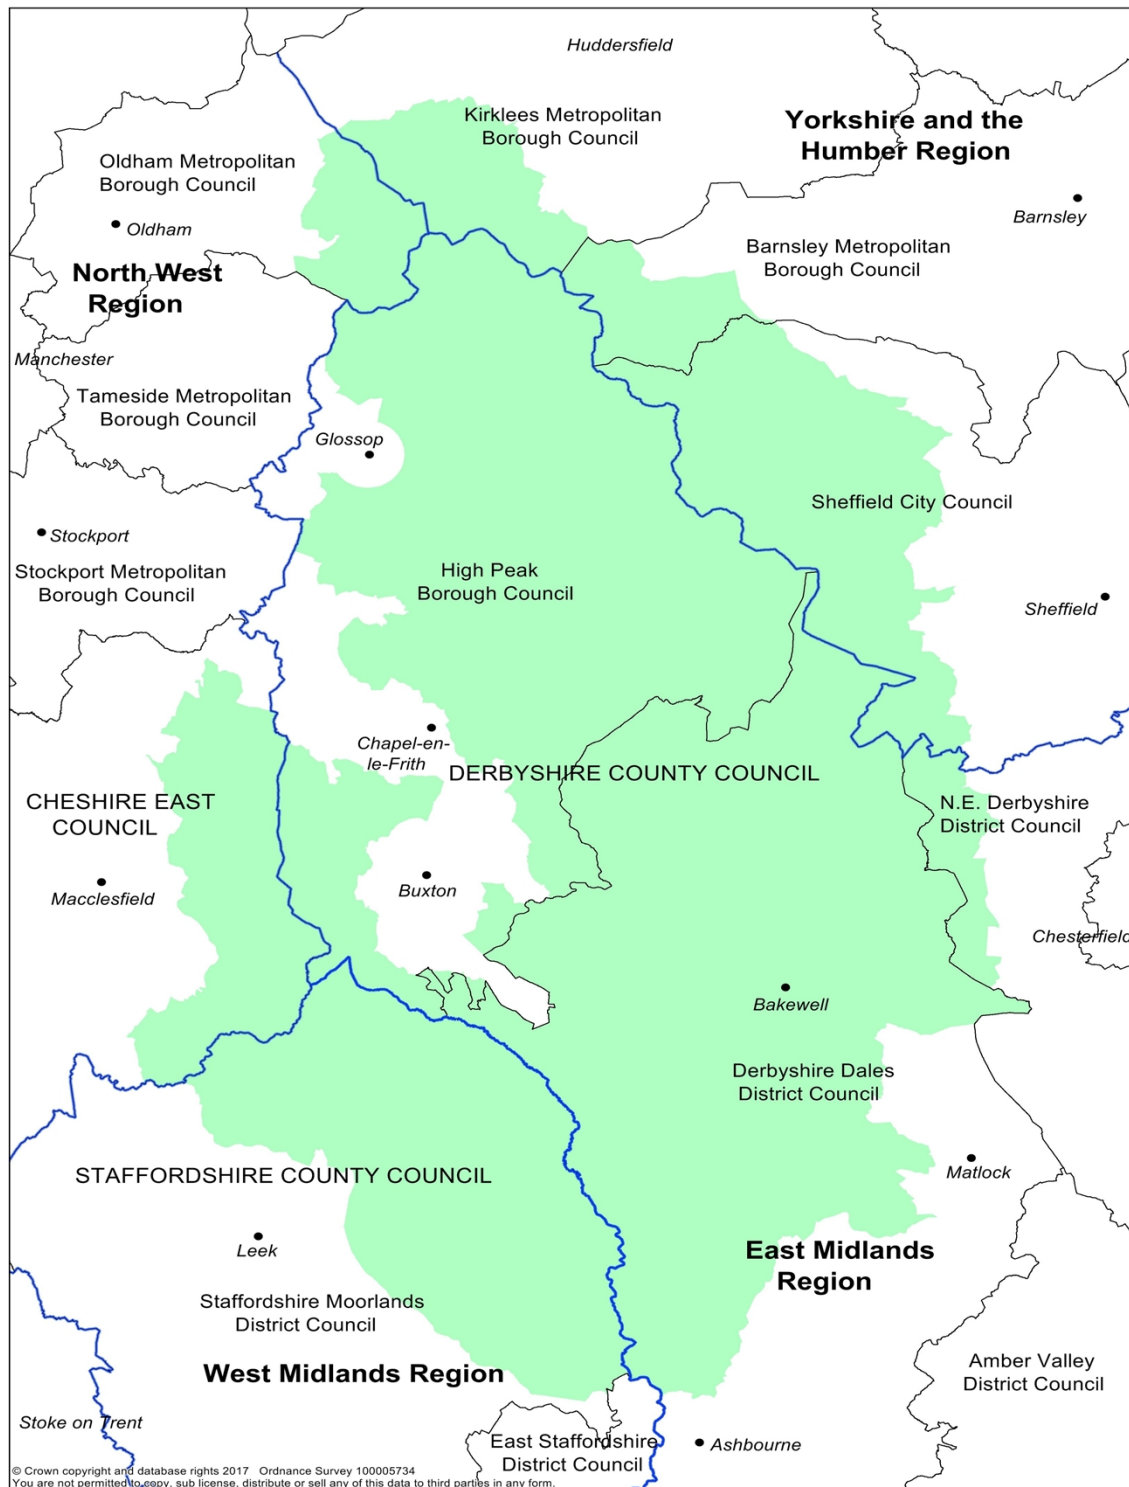 Huddersfield
Kirklees Metropolitan
Borough Council
Yorkshire and the
Humber Region
Oldham Metropolitan
Borough Council
Oldham
Barnsley
North West
Region
Barnsley Metropolitan
Borough Council
Manchester
Tameside Metropolitan
Borough Council
Glossop
Sheffield City Council
Stockport
Stockport Metropolitan
Borough Council
High Peak
Borough Council
Sheffield
Chapel-en-
le-Frith
DERBYSHIRE COUNTY COUNCIL
CHESHIRE EAST
COUNCIL
N.E. Derbyshire
District Council
Macclesfield
Buxton
Chesterfield
Bakewell
Derbyshire Dales
District Council
STAFFORDSHIRE COUNTY COUNCIL
Matlock
Leek
East Midlands
Region
Staffordshire Moorlands
District Council
West Midlands Region
Amber Valley
District Council
Stoke on Trent
East Staffordshire
District Council
Ashbourne
© Crown copyright and database rights 2017 Ordnance Survey 100005734
You are not permitted to copy, sub license, distribute or sell any of this data to third parties in any form.